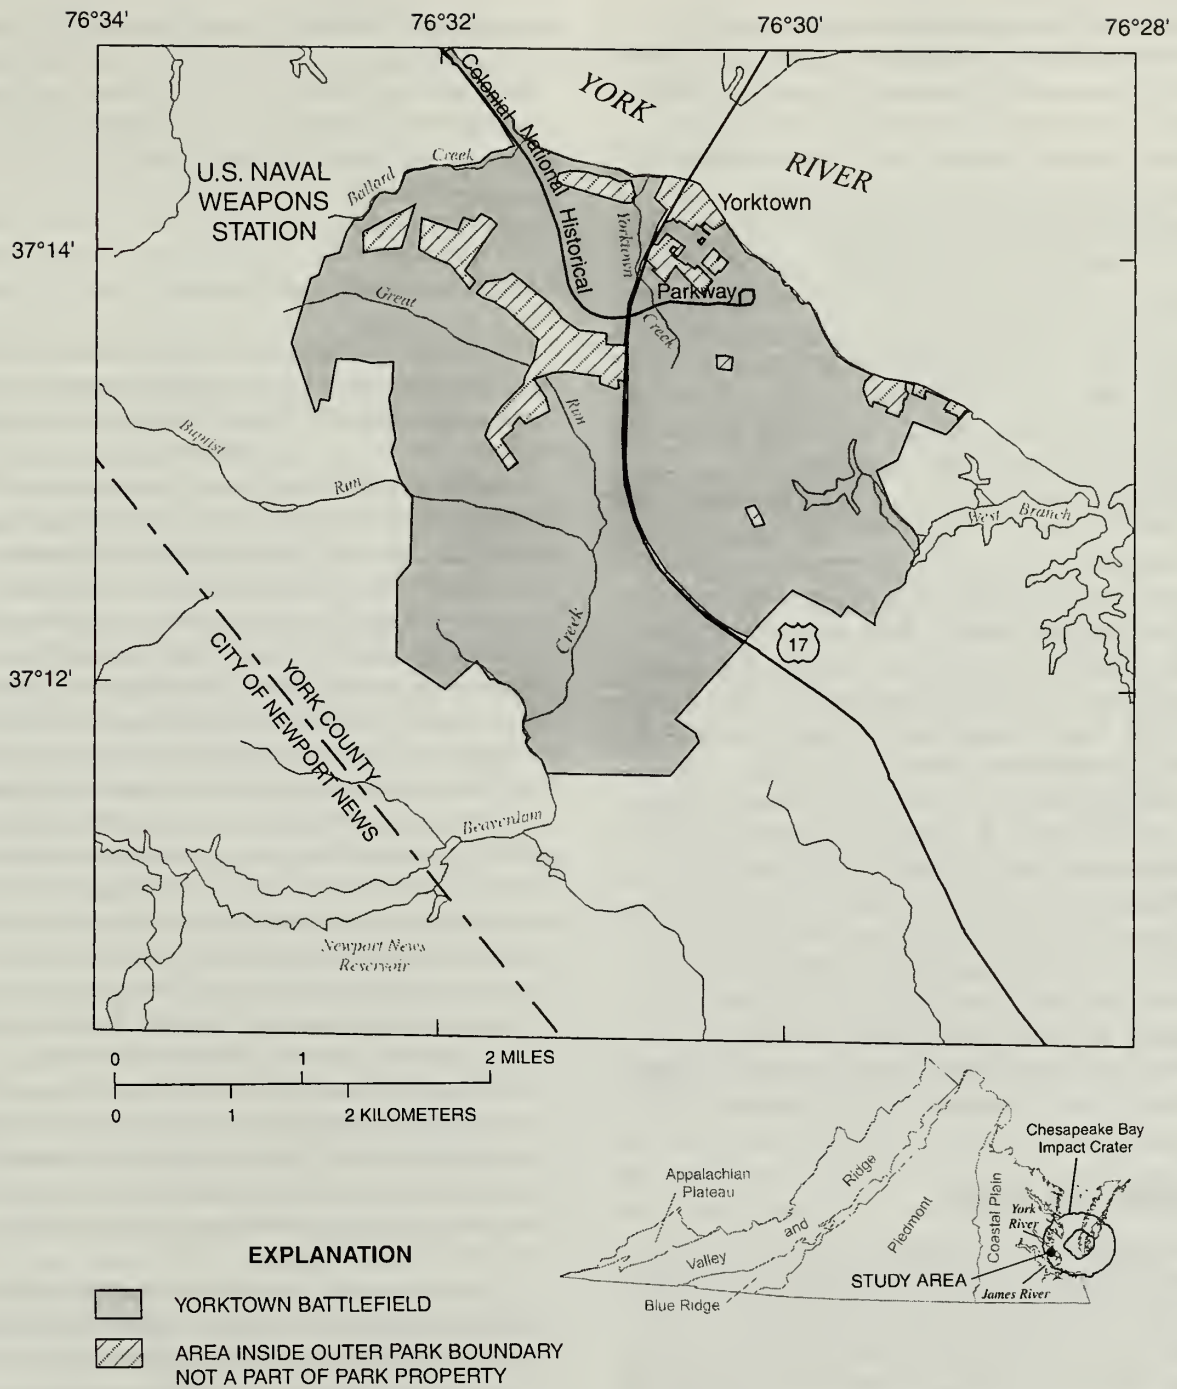 76°34'
76°32'
76°30'
76°28'
YORK
RIVER
Colonial National Historical
Parkway
Ballard Creek
U.S. NAVAL
WEAPONS
STATION
Yorktown
Yorktown Creek
37°14'
Great
Run
Creek
Baptist Run
West Branch
17
37°12'
YORK COUNTY
CITY OF NEWPORT NEWS
Beaverdam
Newport News
Reservoir
0 1 2 MILES
0 1 2 KILOMETERS
Chesapeake Bay
Impact Crater
Appalachian
Plateau
Valley and Ridge
Piedmont
Coastal Plain
York
River
STUDY AREA
James River
Blue Ridge
EXPLANATION
YORKTOWN BATTLEFIELD
AREA INSIDE OUTER PARK BOUNDARY
NOT A PART OF PARK PROPERTY